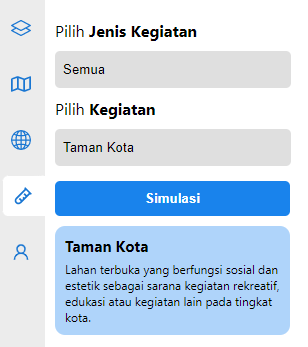 Pilih Jenis Kegiatan
Semua
Pilih Kegiatan
Taman Kota
Simulasi
Taman Kota
Lahan terbuka yang berfungsi sosial dan
estetik sebagai sarana kegiatan rekreatif,
edukasi atau kegiatan lain pada tingkat
kota.